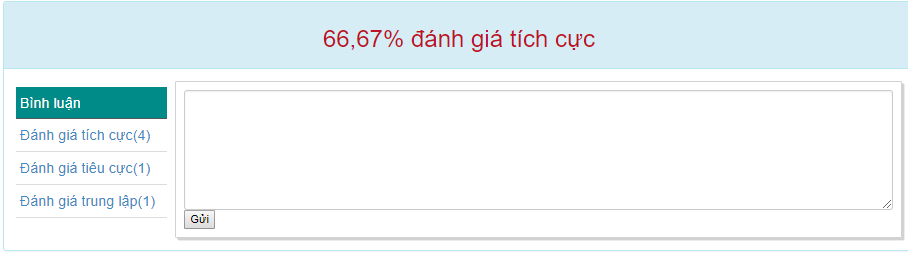 66,67% đánh giá tích cực
Bình luận
Đánh giá tích cực(4)
Đánh giá tiêu cực(1)
Đánh giá trung lập(1)
Gửi